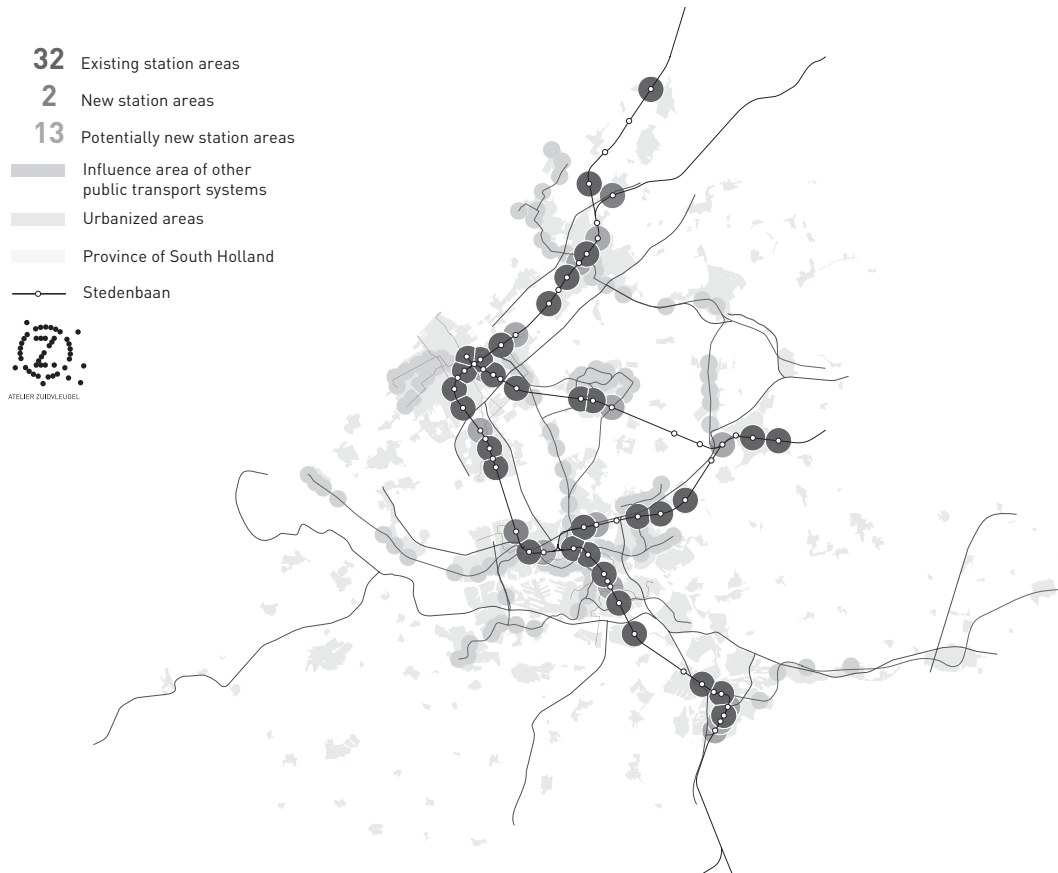 32 Existing station areas
2 New station areas
13 Potentially new station areas
Influence area of other
public transport systems
Urbanized areas
Province of South Holland
Stedenbaan
Z
ATELIER ZUIDVLEUGEL